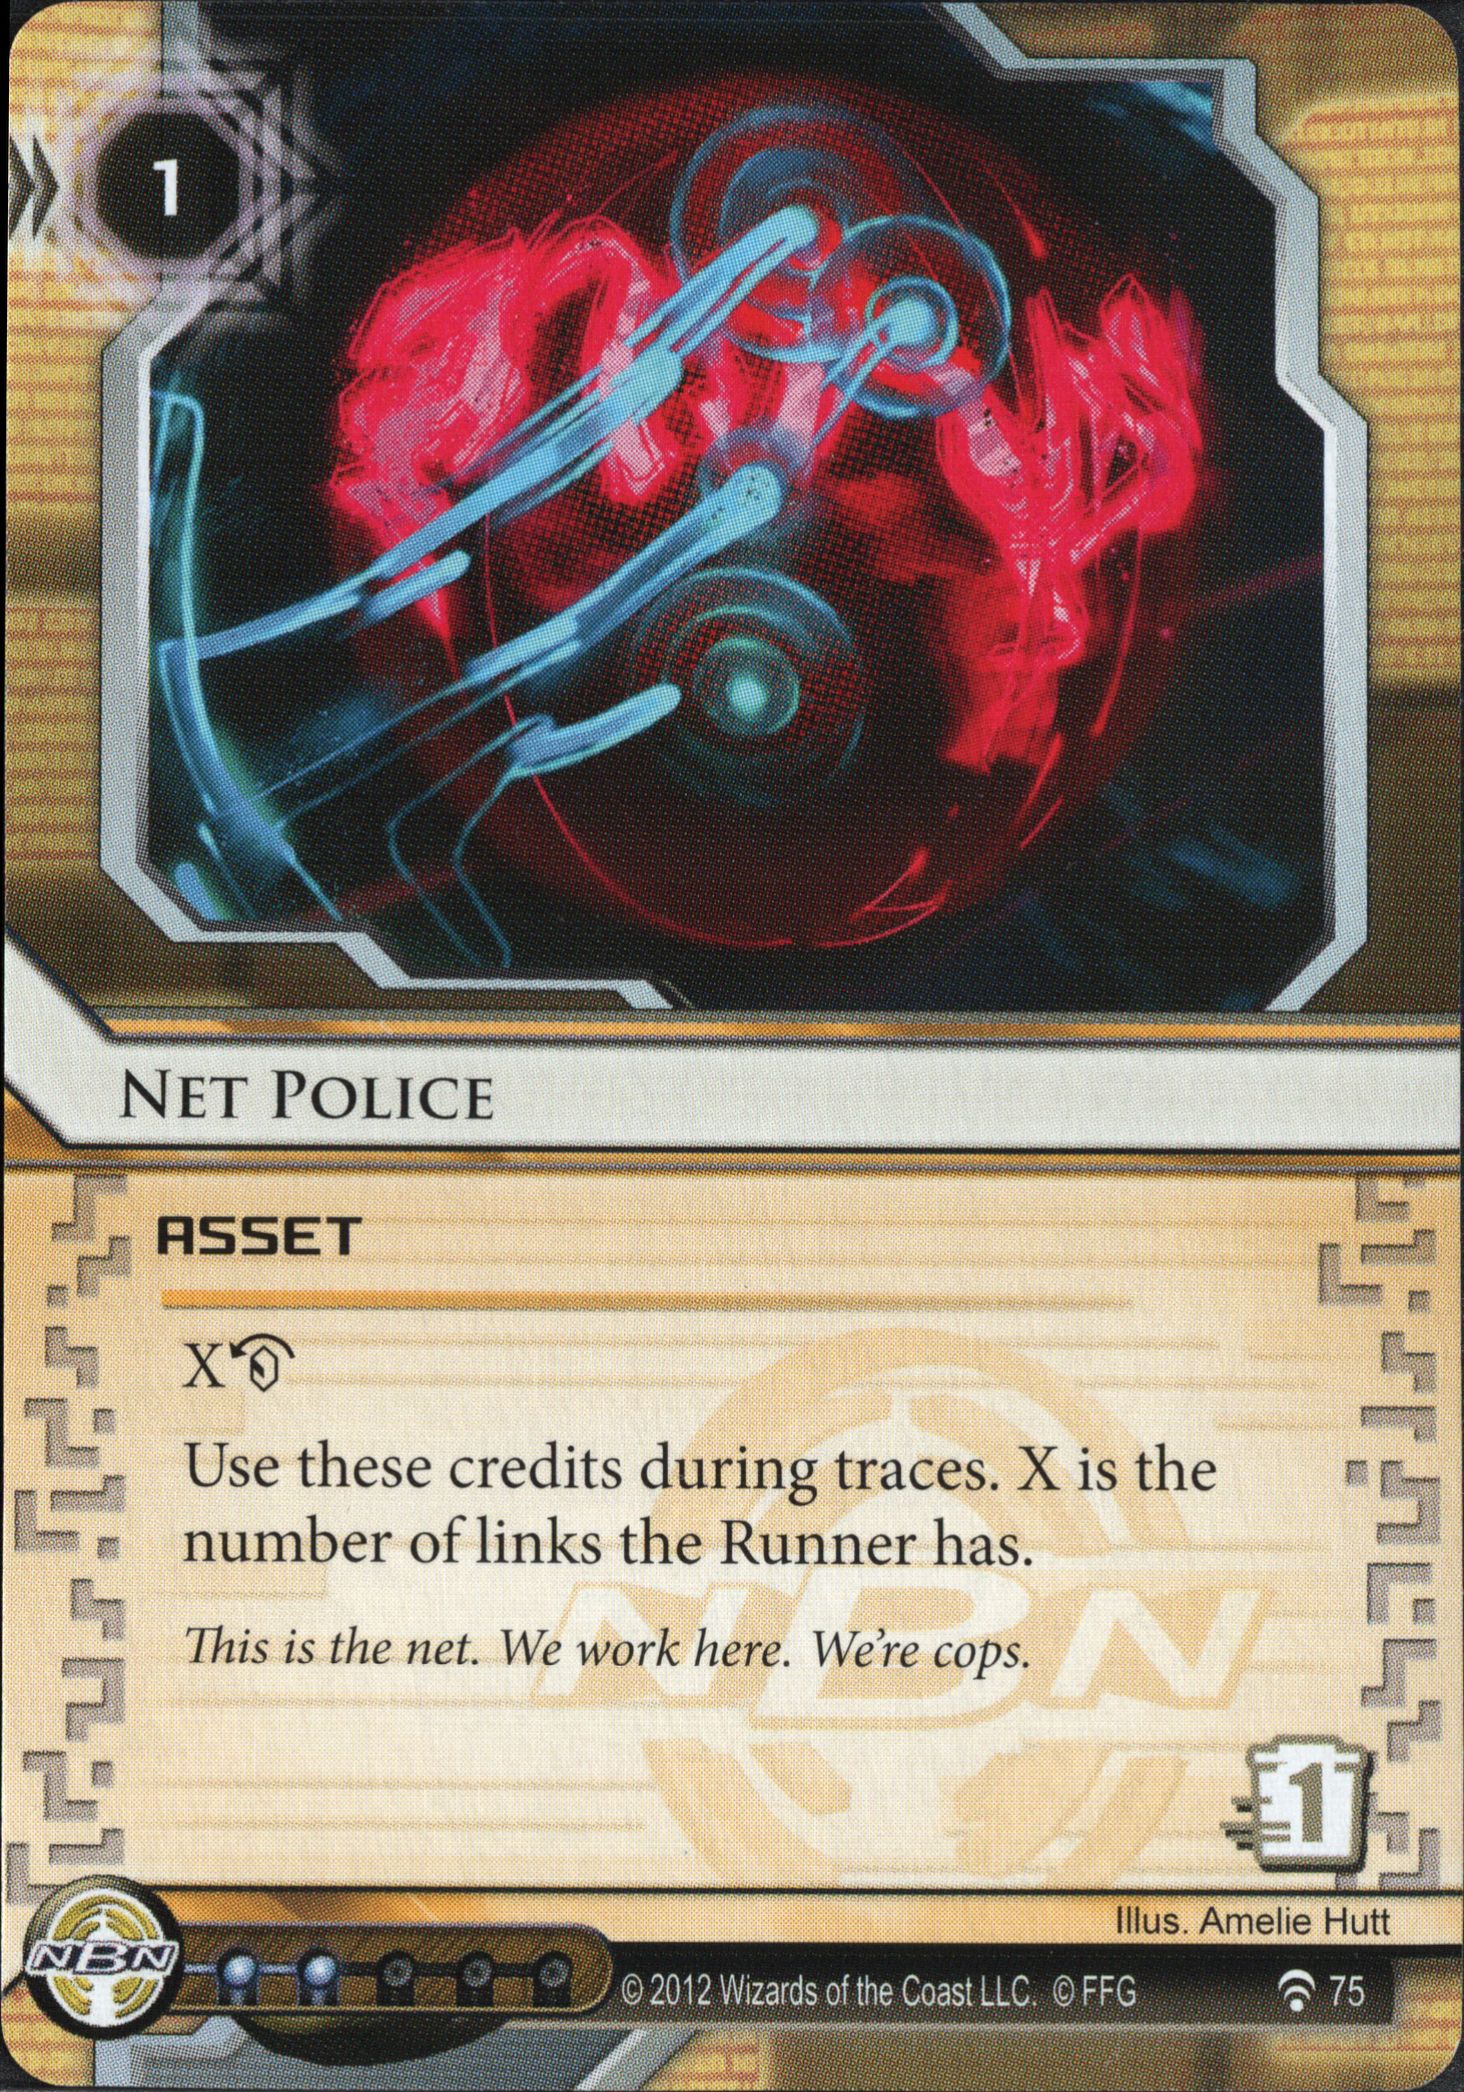 1
NET POLICE
ASSET
X
Use these credits during traces. X is the
number of links the Runner has.
This is the net. We work here. We're cops.
NBN
1
Illus. Amelie Hutt
NBN
© 2012 Wizards of the Coast LLC. © FFG
75